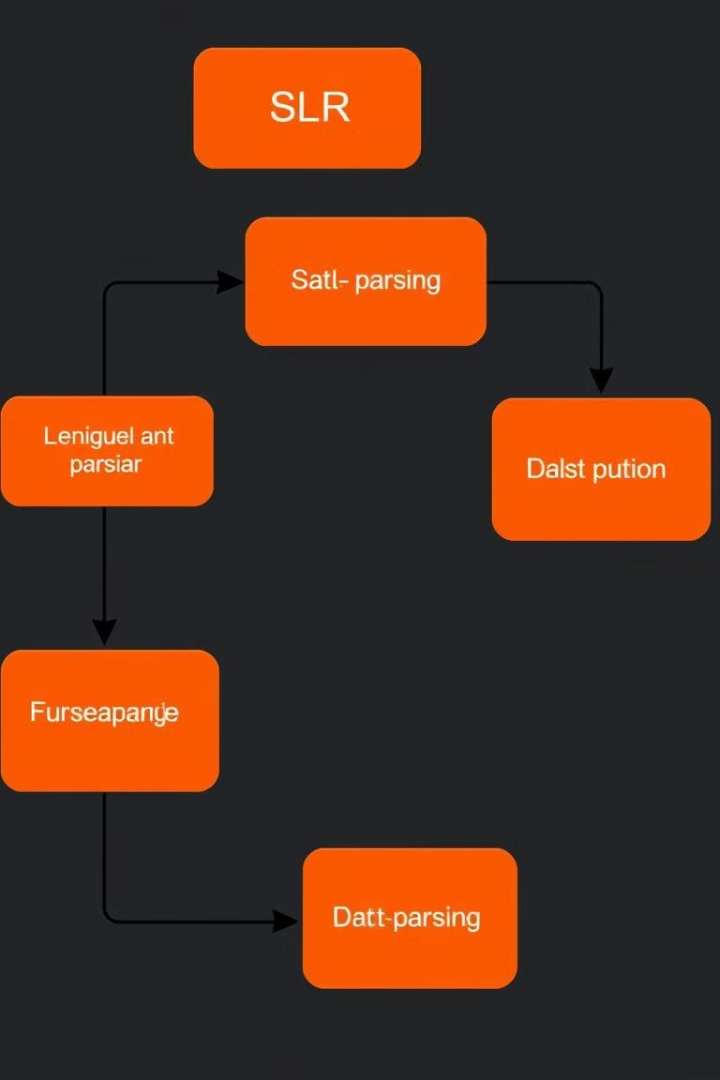 SLR
Satl- parsing
Leniguel ant
parsiar
Dalst pution
Furseapange
Datt-parsing